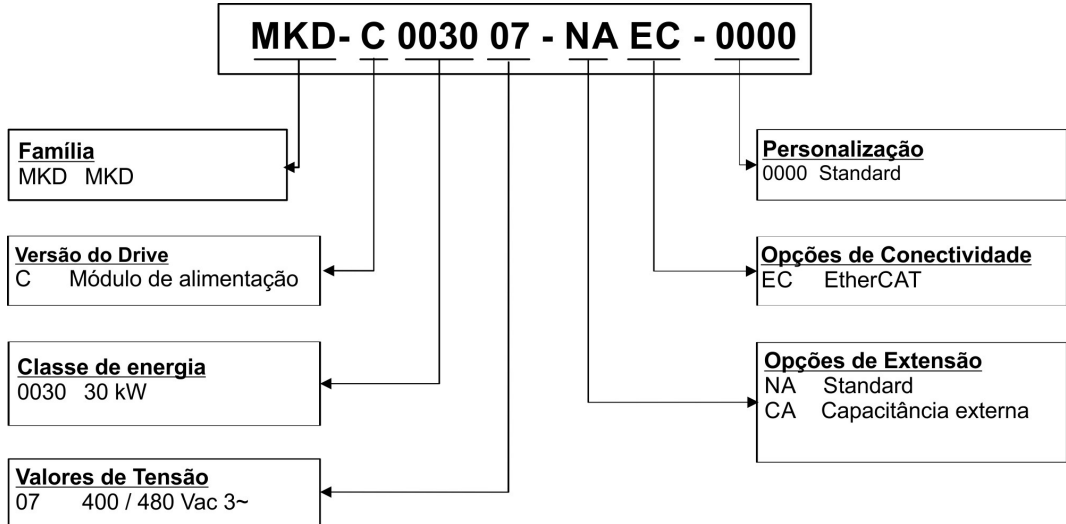 MKD- C 0030 07 - NA EC - 0000
Família
MKD MKD
Versão do Drive
C Módulo de alimentação
Classe de energia
0030 30 kW
Valores de Tensão
07 400 / 480 Vac 3~
Personalização
0000 Standard
Opções de Conectividade
EC EtherCAT
Opções de Extensão
NA Standard
CA Capacitância externa